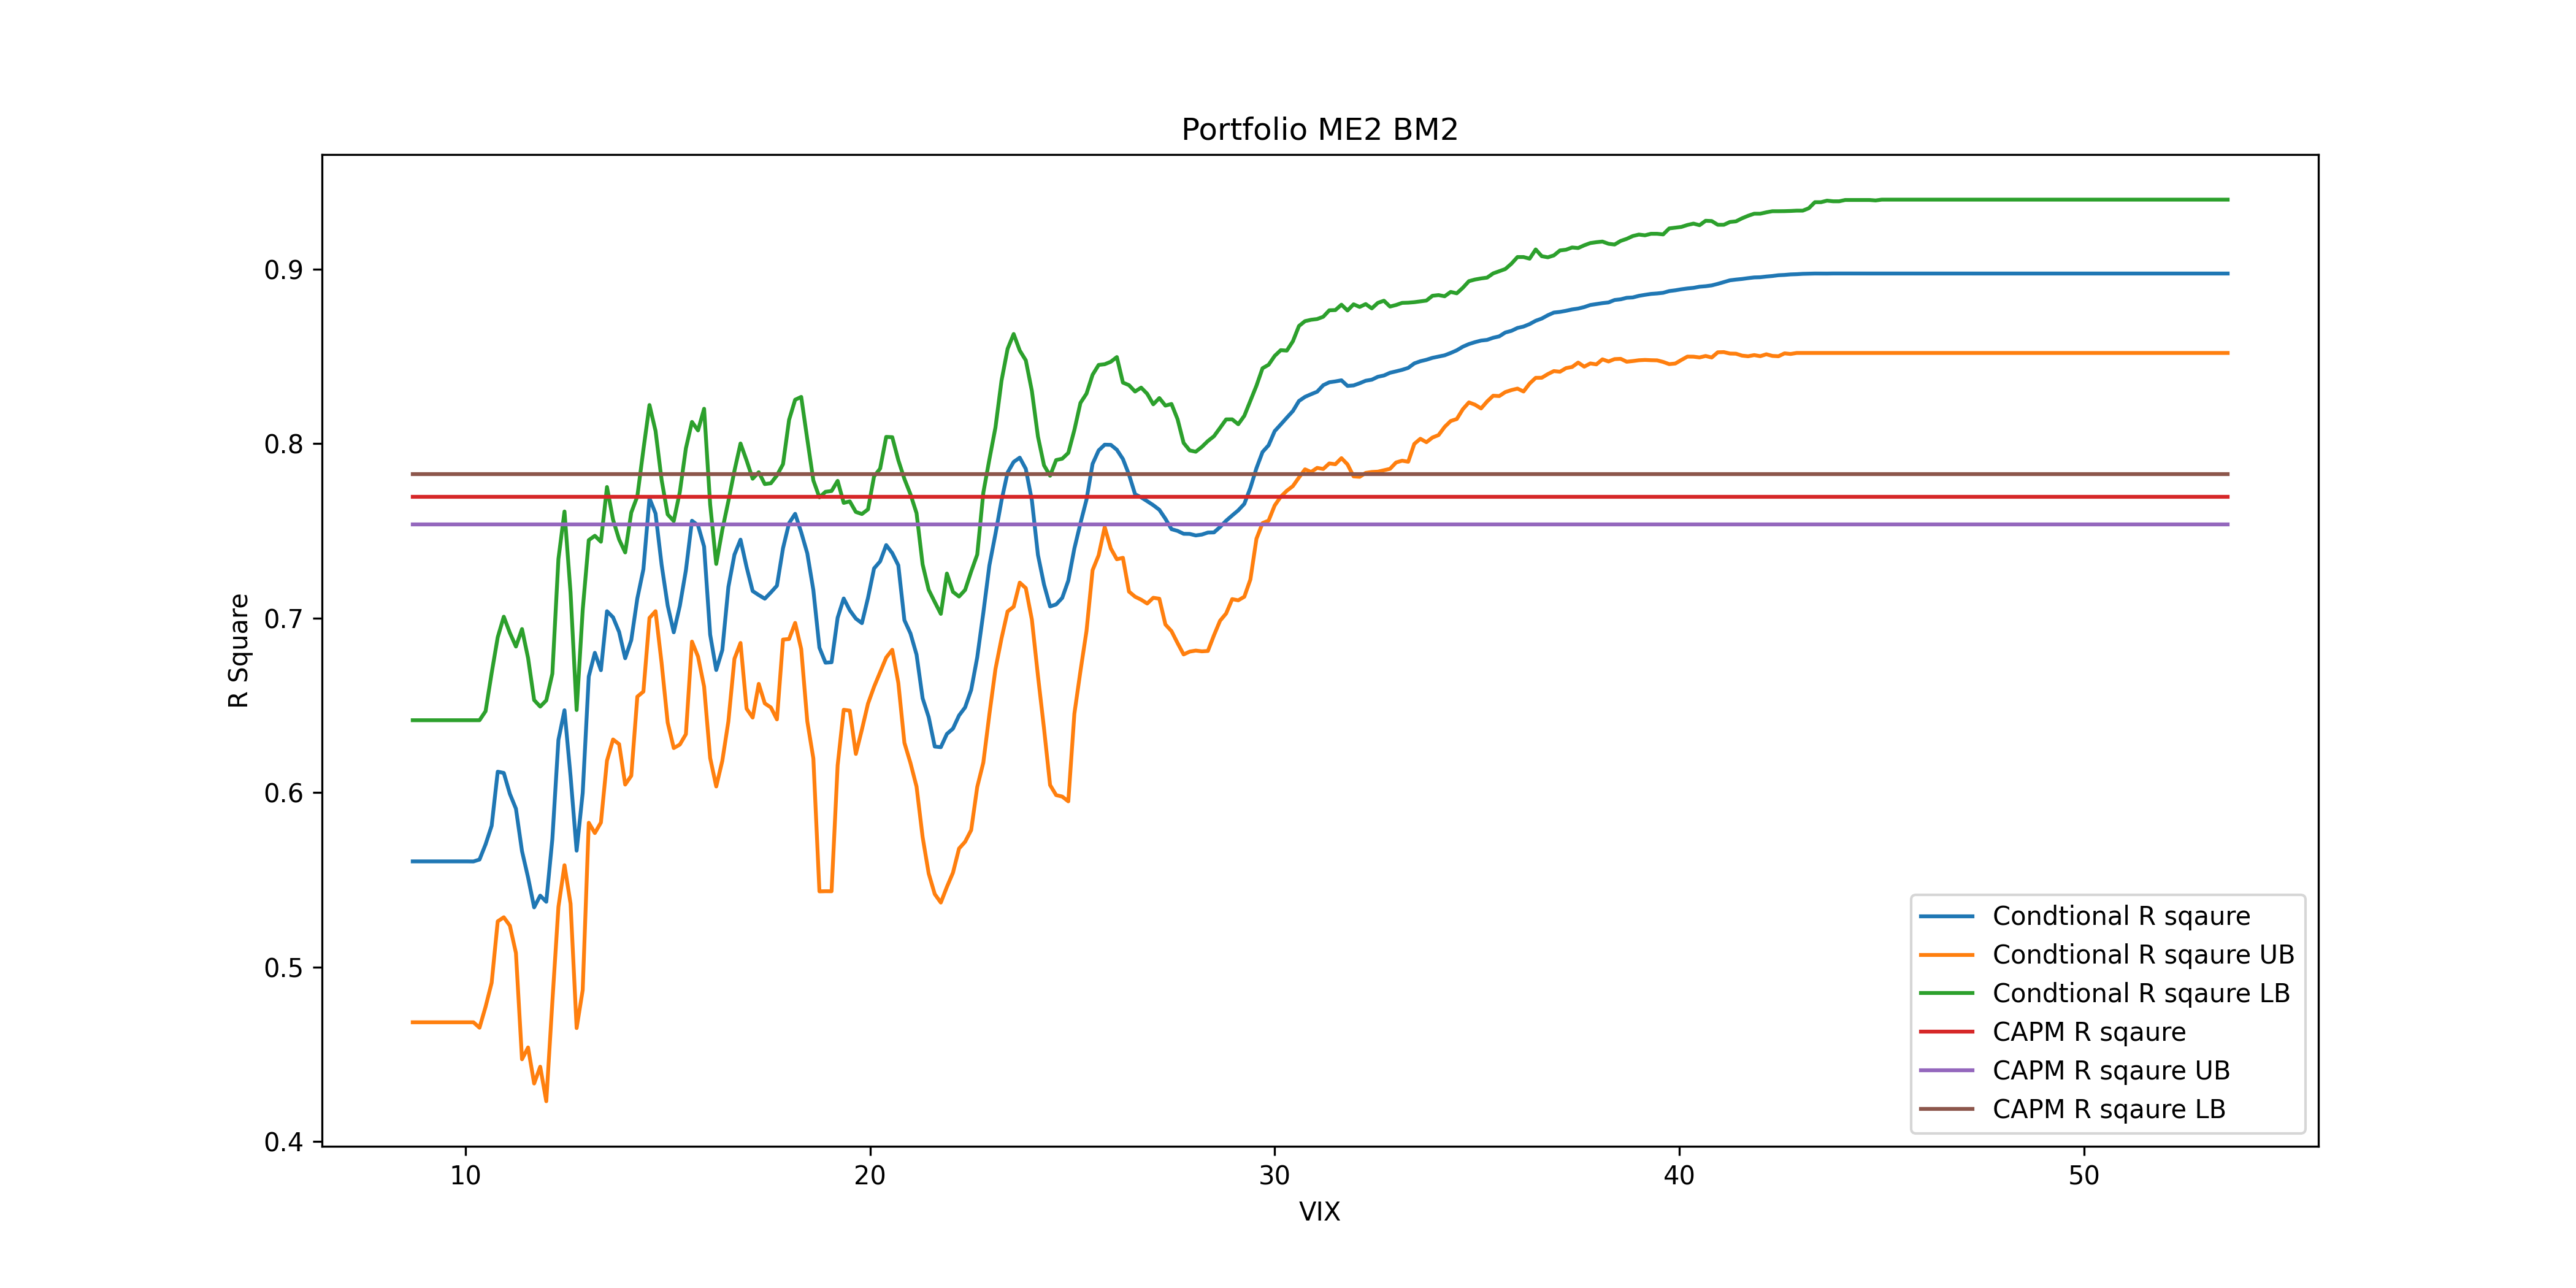 Portfolio ME2 BM2
R Square
0.9
0.8
0.7
0.6
0.5
0.4
10 20 30 40 50
VIX
Condtional R sqaure
Condtional R sqaure UB
Condtional R sqaure LB
CAPM R sqaure
CAPM R sqaure UB
CAPM R sqaure LB